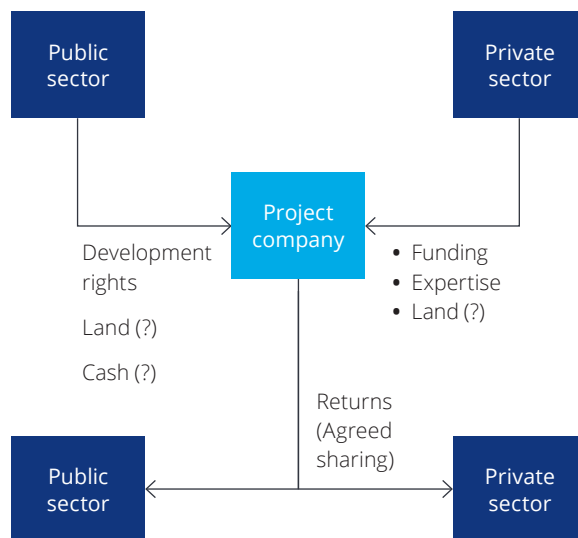 Public
sector
Private
sector
Project
company
Development
rights
Land (?)
Cash (?)
• Funding
• Expertise
• Land (?)
Returns
(Agreed
sharing)
Public
sector
Private
sector